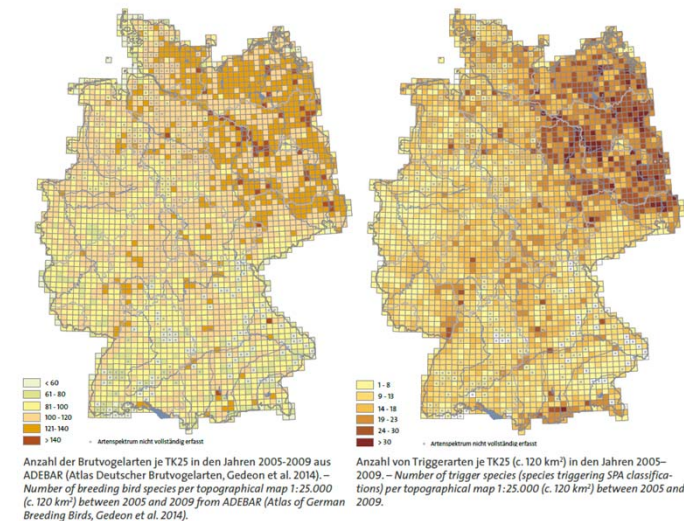 < 60
61 - 80
81 - 100
100 - 120
121-140
> 140
Artenspektrum nicht vollständig erfasst
Anzahl der Brutvogelarten je TK25 in den Jahren 2005-2009 aus
ADEBAR (Atlas Deutscher Brutvogelarten, Gedeon et al. 2014). –
Number of breeding bird species per topographical map 1:25.000
(c. 120 km²) between 2005 and 2009 from ADEBAR (Atlas of German
Breeding Birds, Gedeon et al. 2014).
1 - 8
9 - 13
14 - 18
19 - 23
24 - 30
> 30
Artenspektrum nicht vollständig erfasst
Anzahl von Triggerarten je TK25 (c. 120 km²) in den Jahren 2005–
2009. – Number of trigger species (species triggering SPA classifica-
tions) per topographical map 1:25.000 (c. 120 km²) between 2005 and
2009.